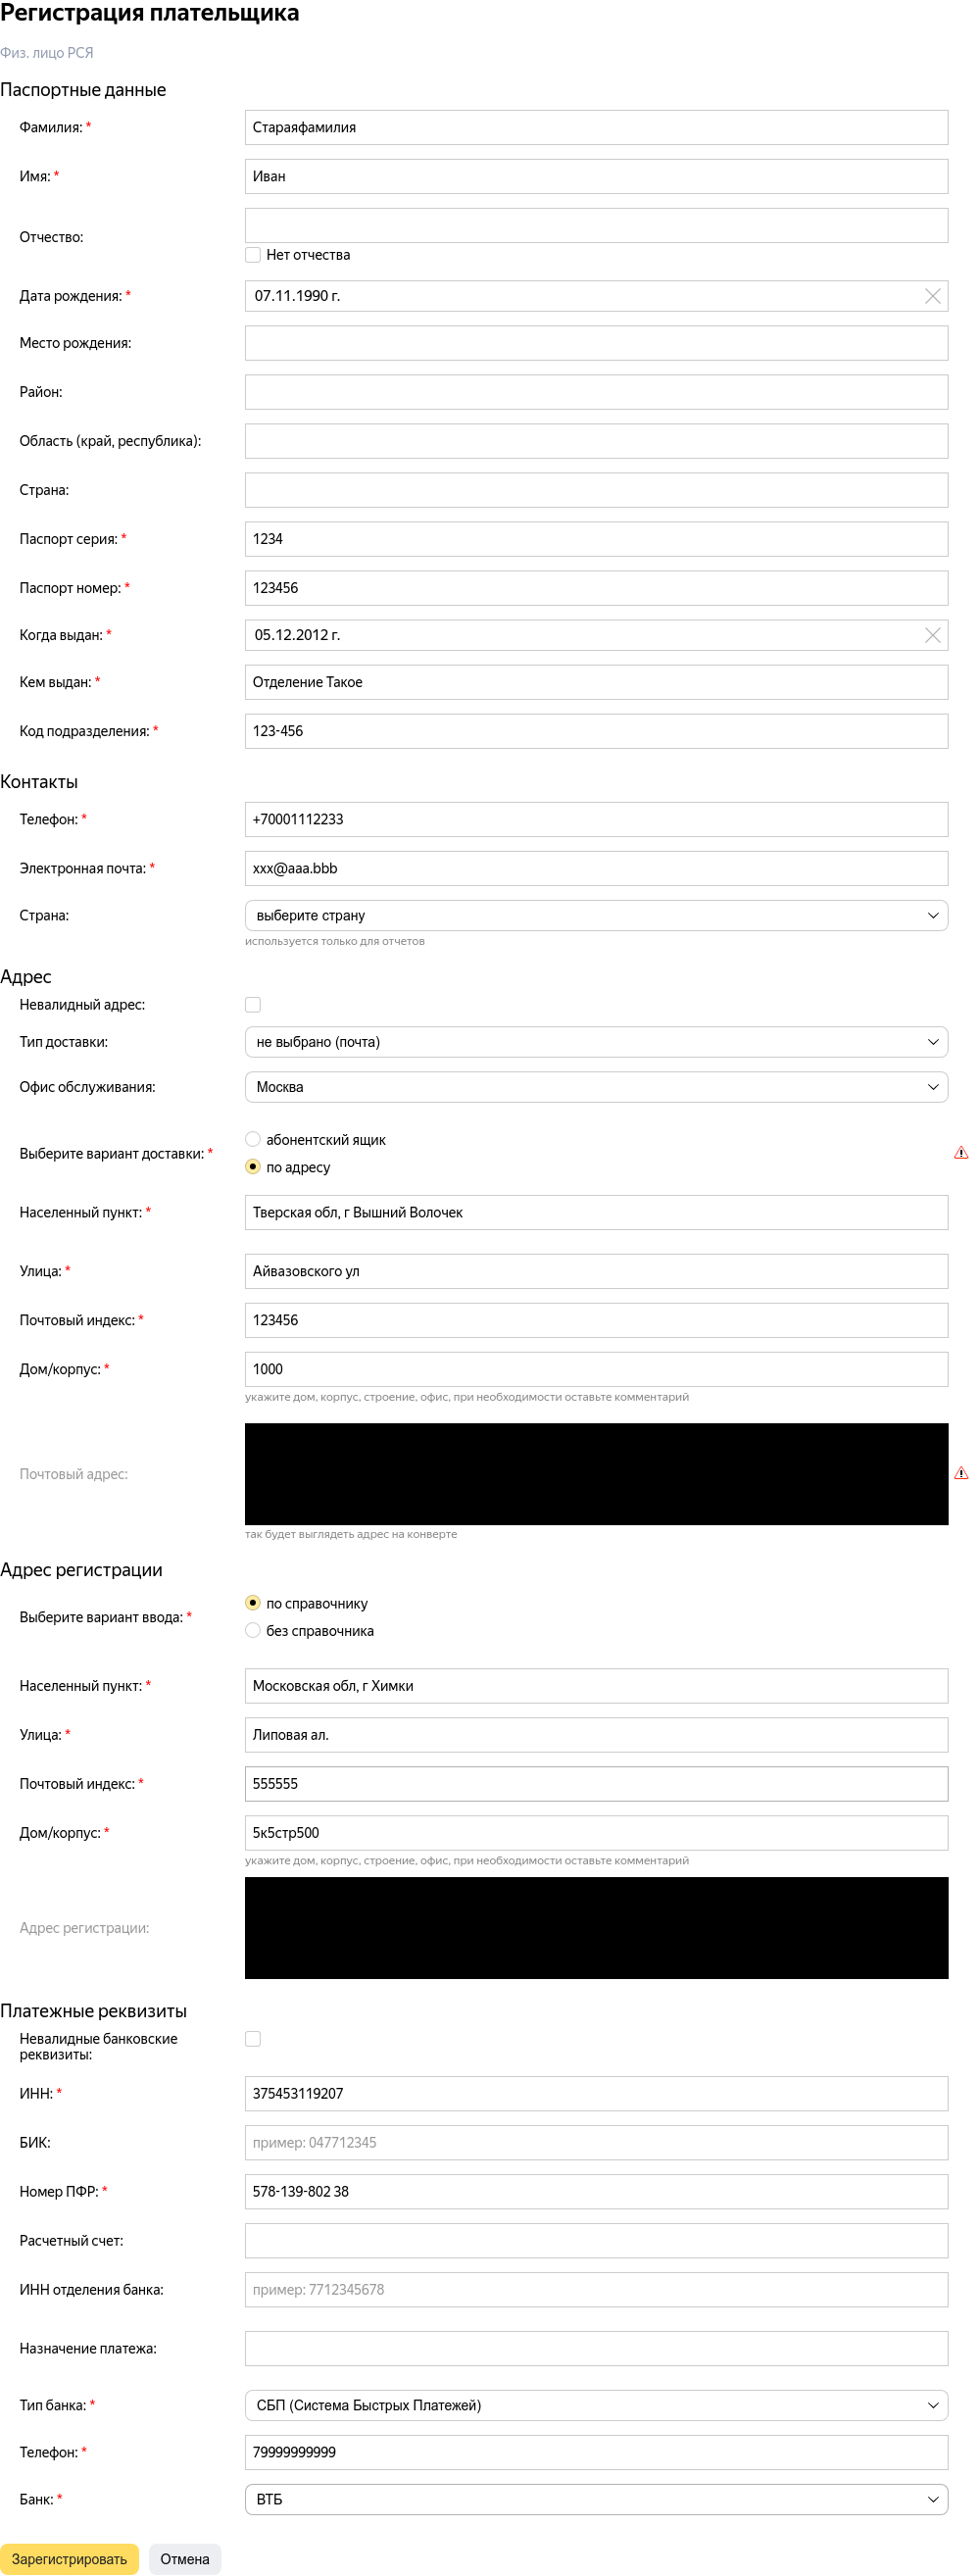 Регистрация плательщика
Физ. лицо РСЯ
Паспортные данные
Фамилия: * Стараяфамилия
Имя: * Иван
Отчество:
Нет отчества
Дата рождения: * 07.11.1990 г.
Место рождения:
Район:
Область (край, республика):
Страна:
Паспорт серия: * 1234
Паспорт номер: * 123456
Когда выдан: * 05.12.2012 г.
Кем выдан: * Отделение Такое
Код подразделения: * 123-456
Контакты
Телефон: * +70001112233
Электронная почта: * xxx@aaa.bbb
Страна: выберите страну
используется только для отчетов
Адрес
Невалидный адрес:
Тип доставки: не выбрано (почта)
Офис обслуживания: Москва
Выберите вариант доставки: *
абонентский ящик
по адресу
Населенный пункт: * Тверская обл, г Вышний Волочек
Улица: * Айвазовского ул
Почтовый индекс: * 123456
Дом/корпус: * 1000
укажите дом, корпус, строение, офис, при необходимости оставьте комментарий
Почтовый адрес:
так будет выглядеть адрес на конверте
Адрес регистрации
Выберите вариант ввода: *
по справочнику
без справочника
Населенный пункт: * Московская обл, г Химки
Улица: * Липовая ал.
Почтовый индекс: * 555555
Дом/корпус: * 5к5стр500
укажите дом, корпус, строение, офис, при необходимости оставьте комментарий
Адрес регистрации:
Платежные реквизиты
Невалидные банковские
реквизиты:
ИНН: * 375453119207
БИК: пример: 047712345
Номер ПФР: * 578-139-802 38
Расчетный счет:
ИНН отделения банка: пример: 7712345678
Назначение платежа:
Тип банка: * СБП (Система Быстрых Платежей)
Телефон: * 79999999999
Банк: * ВТБ
Зарегистрировать Отмена